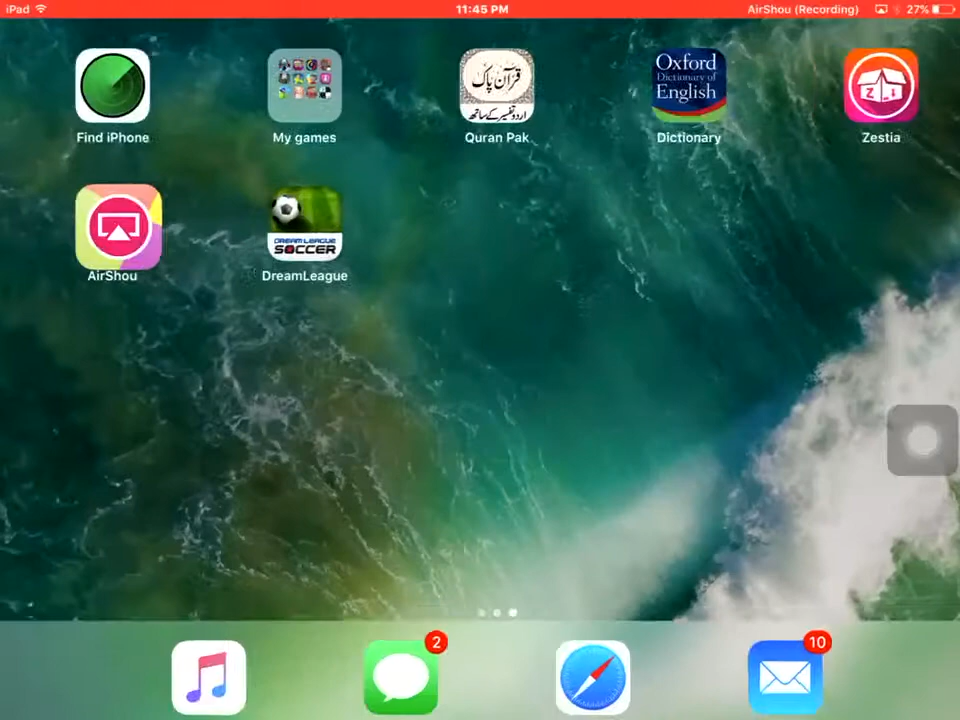 iPad
11:45 PM
AirShou (Recording)
27%
Oxford
Dictionary of
English
قرآن پاک
اردو تفسیر کے ساتھ
Z
Find iPhone
My games
Quran Pak
Dictionary
Zestia
DREAM LEAGUE
SOCCER
AirShou
DreamLeague
2
10